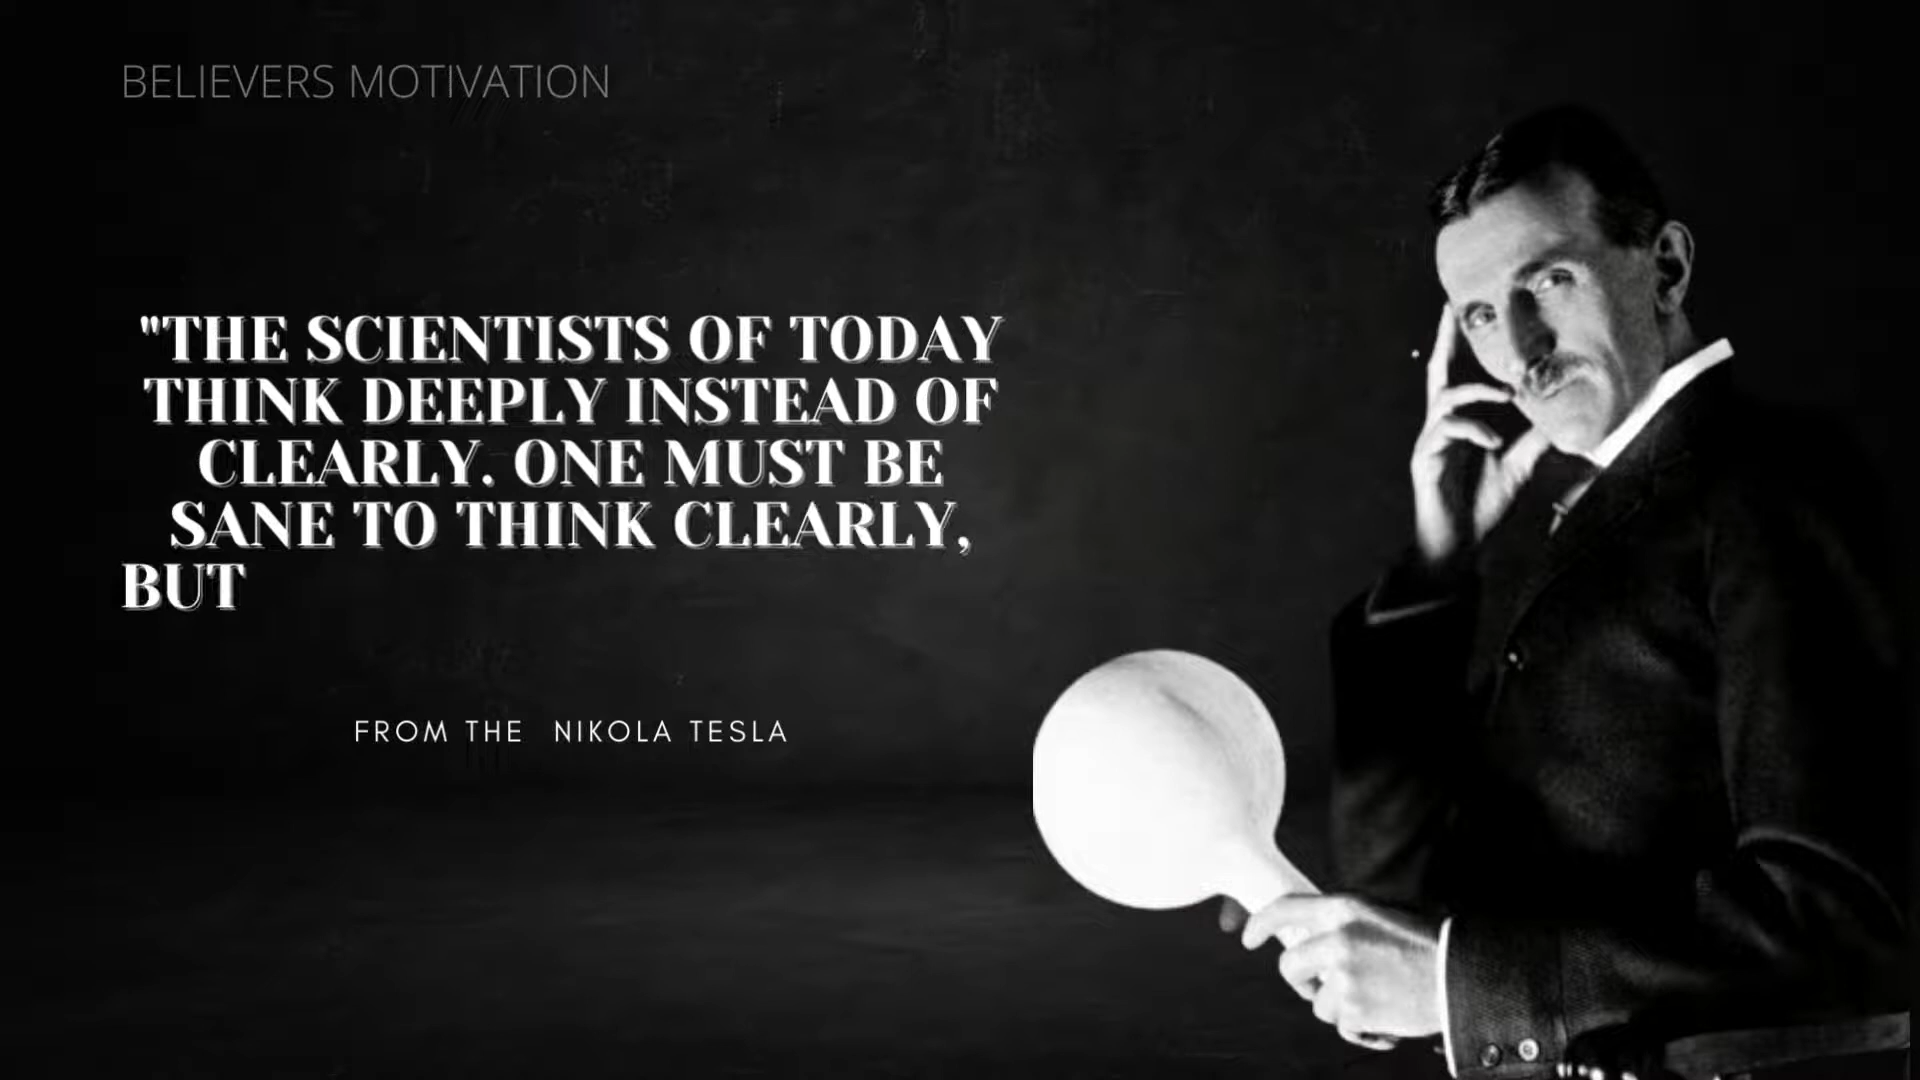 BELIEVERS MOTIVATION
"THE SCIENTISTS OF TODAY
THINK DEEPLY INSTEAD OF
CLEARLY. ONE MUST BE
SANE TO THINK CLEARLY,
BUT
FROM THE  NIKOLA TESLA